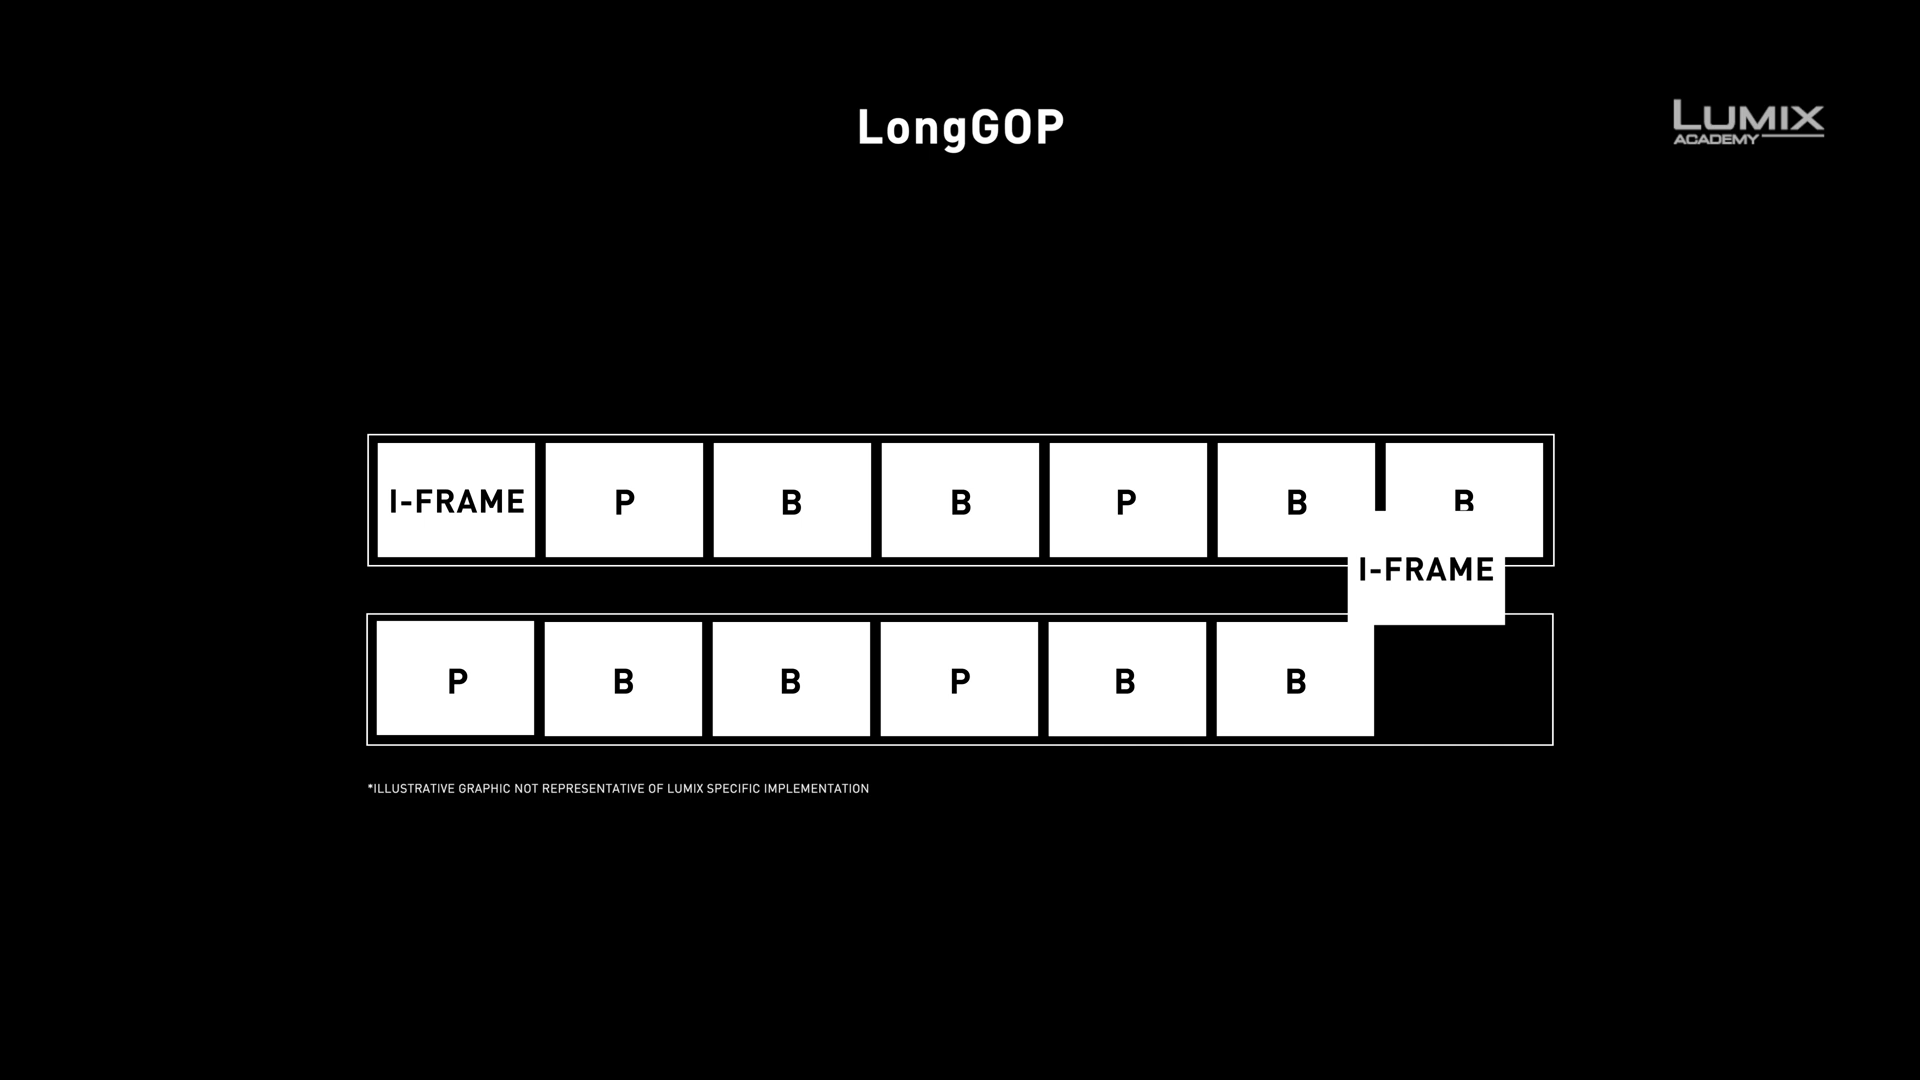 LongGOP
LUMIX
ACADEMY
I-FRAME P B B P B B
I-FRAME
P B B P B B
*ILLUSTRATIVE GRAPHIC NOT REPRESENTATIVE OF LUMIX SPECIFIC IMPLEMENTATION